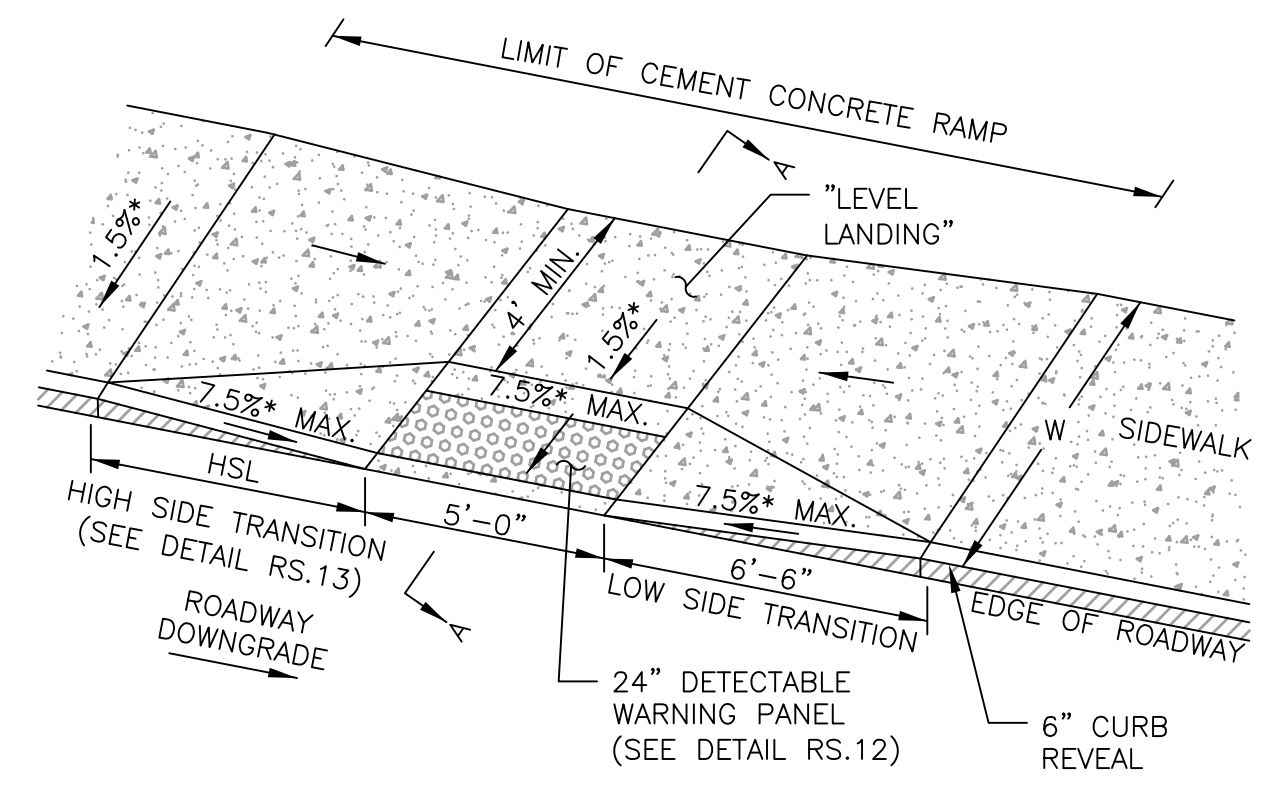 LIMIT OF CEMENT CONCRETE RAMP
A
"LEVEL
LANDING"
1.5%*
4' MIN.
1.5%*
7.5%* MAX.
7.5%* MAX.
7.5%* MAX.
W
SIDEWALK
HSL
HIGH SIDE TRANSITION
(SEE DETAIL RS.13)
5'-0"
6'-6"
LOW SIDE TRANSITION
EDGE OF ROADWAY
A
ROADWAY
DOWNGRADE
24" DETECTABLE
WARNING PANEL
(SEE DETAIL RS.12)
6" CURB
REVEAL